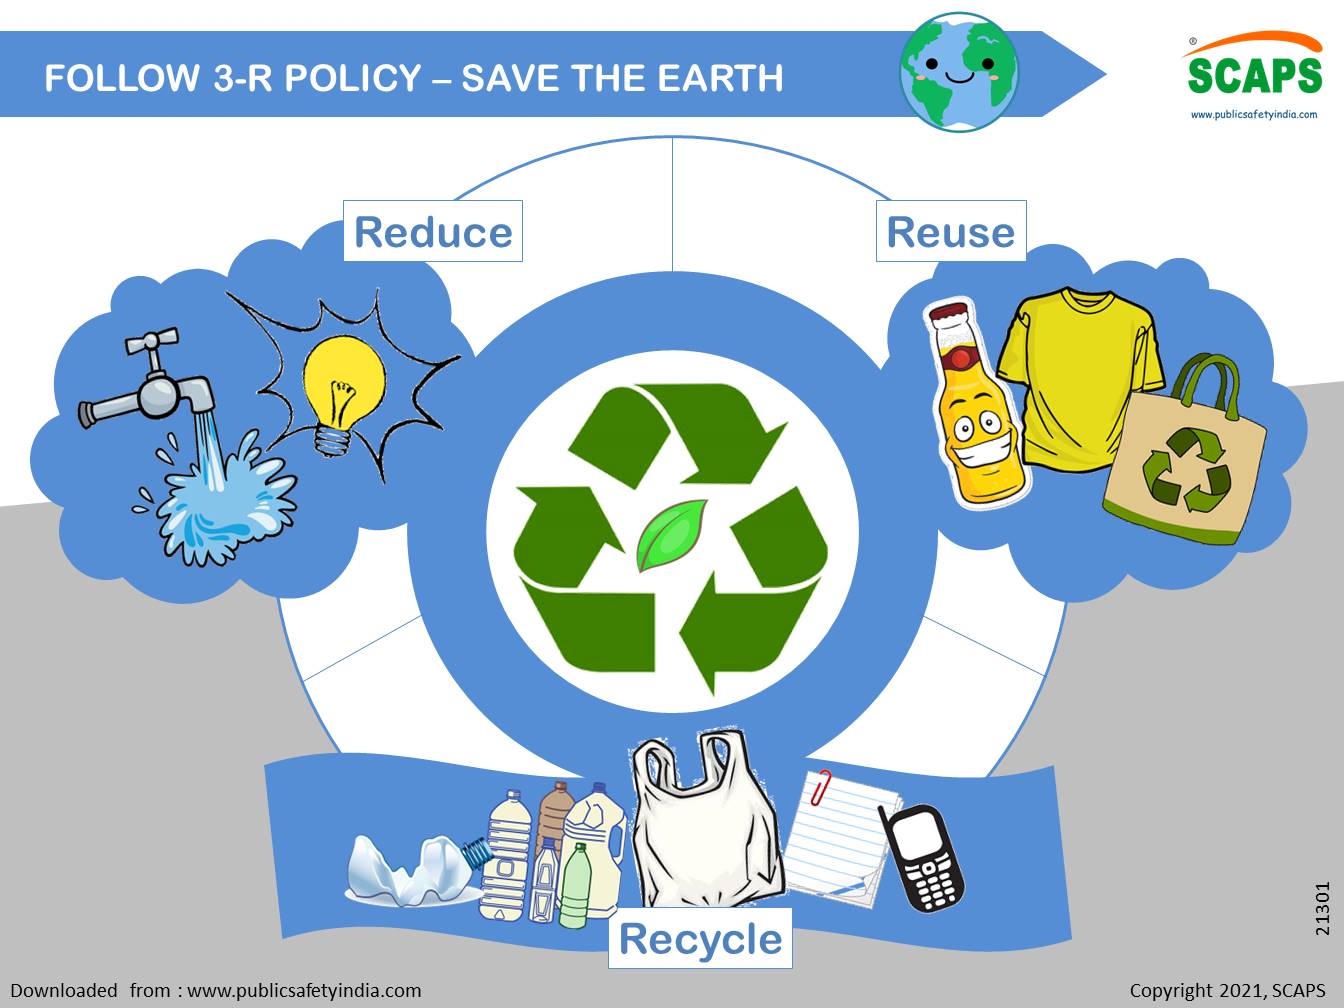 FOLLOW 3-R POLICY – SAVE THE EARTH
®
SCAPS
www.publicsafetyindia.com
Reduce
Reuse
Recycle
21301
Downloaded from : www.publicsafetyindia.com
Copyright 2021, SCAPS